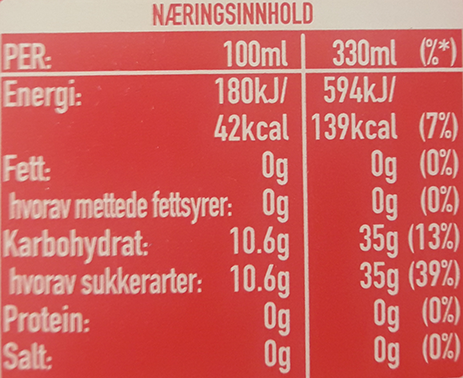 NÆRINGSINNHOLD
PER: 100ml 330ml (%*)
Energi: 180kJ/ 594kJ/
42kcal 139kcal (7%)
Fett: 0g 0g (0%)
hvorav mettede fettsyrer: 0g 0g (0%)
Karbohydrat: 10.6g 35g (13%)
hvorav sukkerarter: 10.6g 35g (39%)
Protein: 0g 0g (0%)
Salt: 0g 0g (0%)